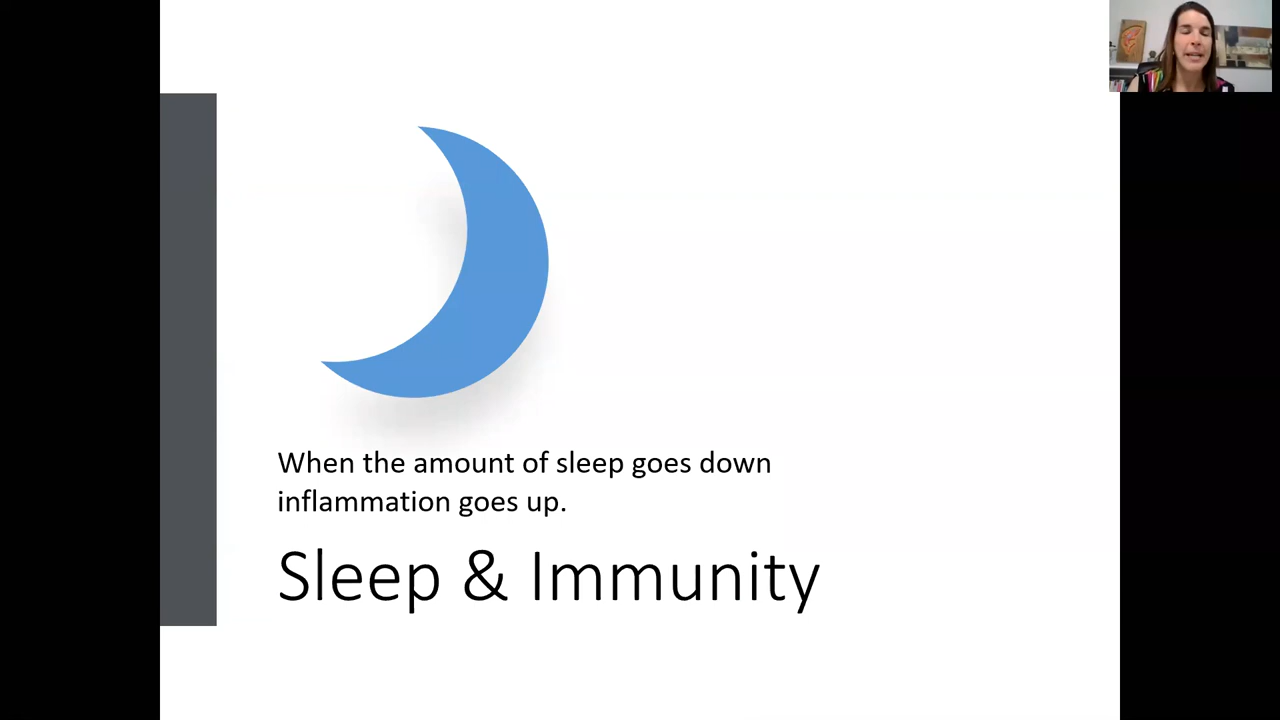 When the amount of sleep goes down
inflammation goes up.
Sleep & Immunity